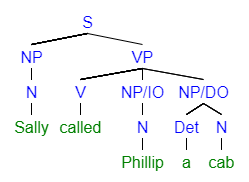 S
NP VP
N V NP/IO NP/DO
Sally called N Det N
Phillip a cab